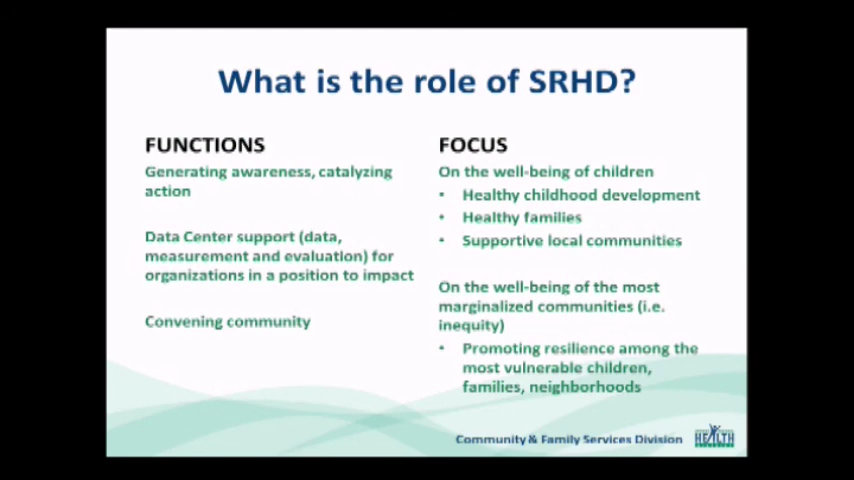 What is the role of SRHD?
FUNCTIONS
Generating awareness, catalyzing
action
Data Center support (data,
measurement and evaluation) for
organizations in a position to impact
Convening community
FOCUS
On the well-being of children
• Healthy childhood development
• Healthy families
• Supportive local communities
On the well-being of the most
marginalized communities (i.e.
inequity)
• Promoting resilience among the
most vulnerable children,
families, neighborhoods
Community & Family Services Division
HEALTH